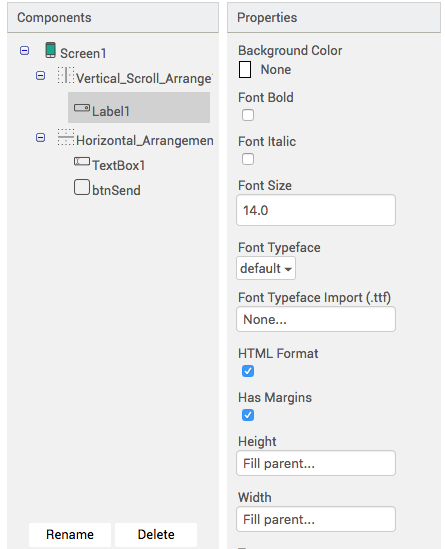 Components
Screen1
Vertical_Scroll_Arrange
Label1
Horizontal_Arrangemen
TextBox1
btnSend
Rename
Delete
Properties
Background Color
None
Font Bold
Font Italic
Font Size
14.0
Font Typeface
default
Font Typeface Import (.ttf)
None...
HTML Format
Has Margins
Height
Fill parent...
Width
Fill parent...